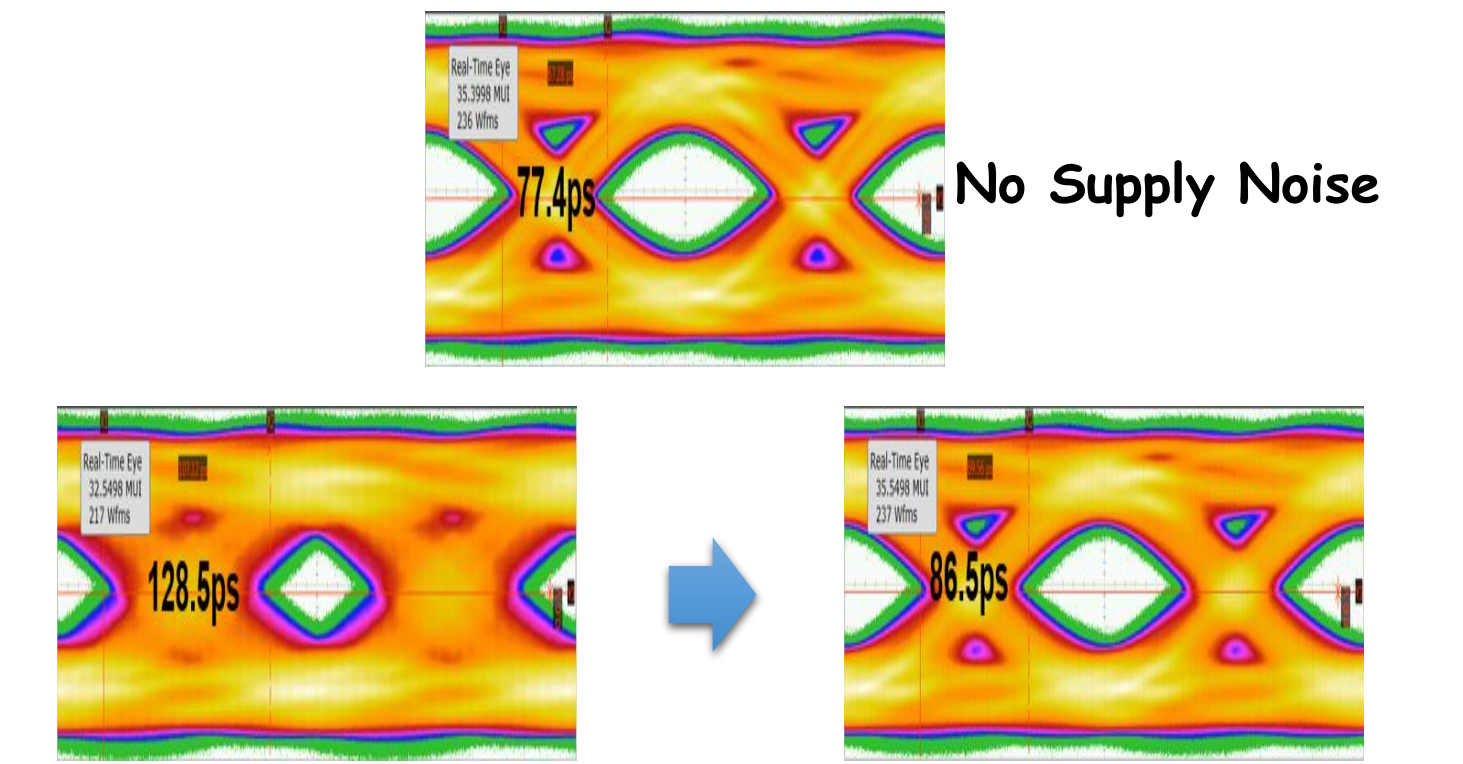 Real-Time Eye
35.3998 MUI
236 Wfms
77.4ps
No Supply Noise
Real-Time Eye
32.5498 MUI
217 Wfms
128.5ps
Real-Time Eye
35.5498 MUI
237 Wfms
86.5ps